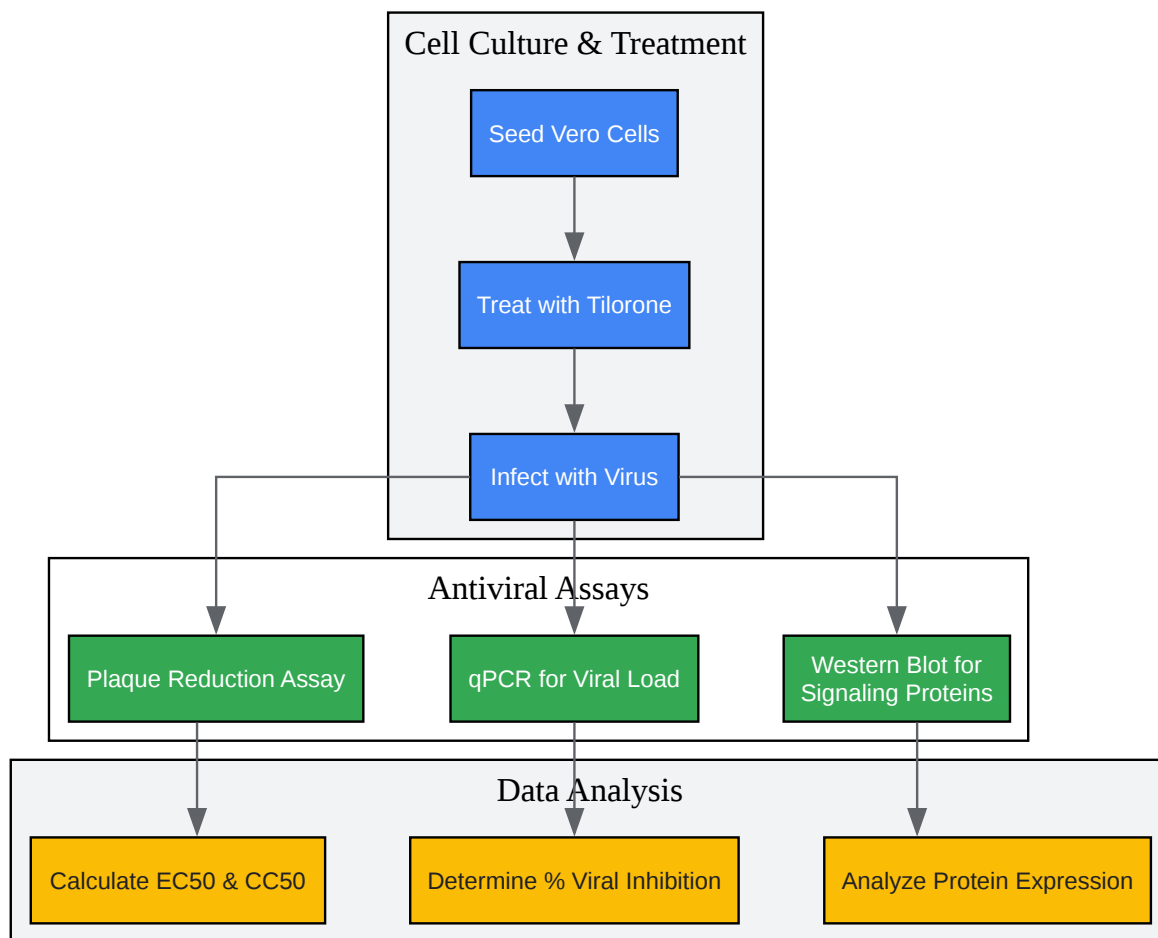 Cell Culture & Treatment
Seed Vero Cells
Treat with Tilorone
Infect with Virus
Antiviral Assays
Plaque Reduction Assay
qPCR for Viral Load
Western Blot for
Signaling Proteins
Data Analysis
Calculate EC50 & CC50
Determine % Viral Inhibition
Analyze Protein Expression